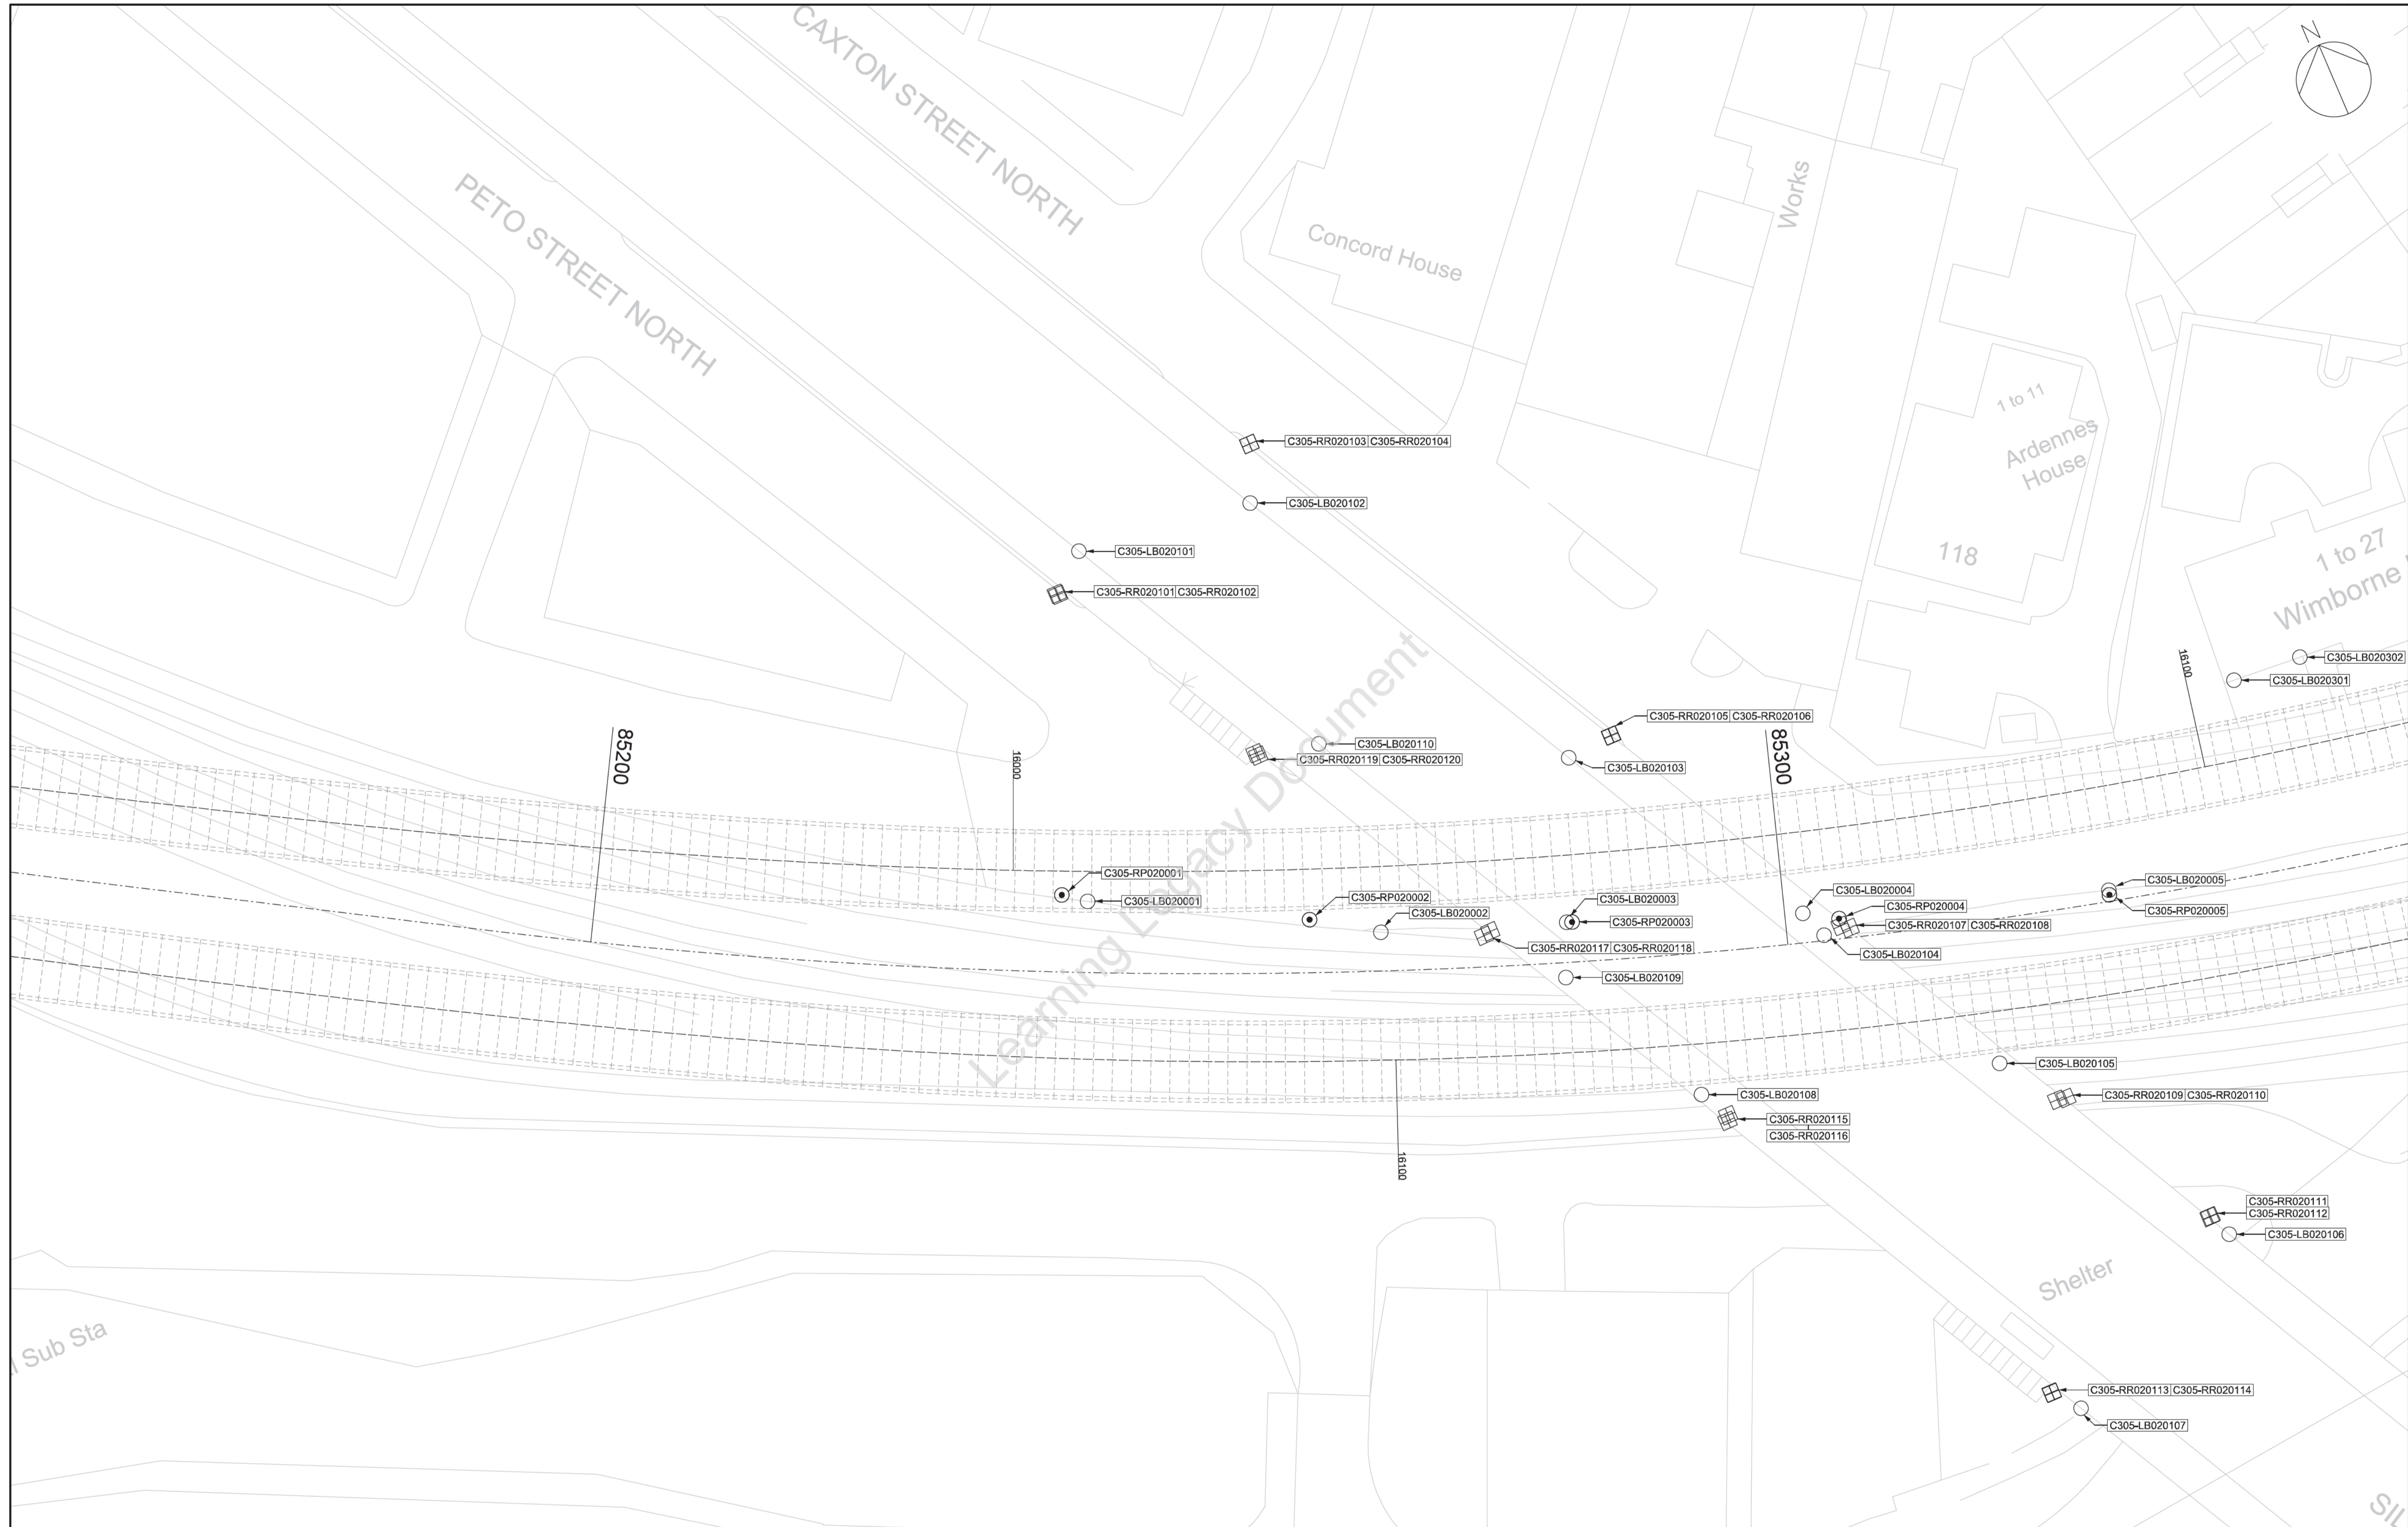 CAXTON STREET NORTH
N
PETO STREET NORTH
Works
Concord House
1 to 11
Ardennes
House
C305-RR020103 C305-RR020104
C305-LB020102
118
1 to 27
Wimborne
C305-LB020101
C305-RR020101 C305-RR020102
C305-LB020302
16100
C305-LB020301
C305-RR020105 C305-RR020106
85200
16000
C305-LB020110
C305-RR020119 C305-RR020120
85300
C305-LB020103
Learning Legacy Document
C305-RP020001
C305-LB020001
C305-RP020002
C305-LB020002
C305-LB020003
C305-RP020003
C305-LB020004
C305-RP020004
C305-RR020107 C305-RR020108
C305-LB020104
C305-LB020005
C305-RP020005
C305-RR020117 C305-RR020118
C305-LB020109
C305-LB020105
C305-LB020108
C305-RR020109 C305-RR020110
C305-RR020115
C305-RR020116
16100
C305-RR020111
C305-RR020112
C305-LB020106
Shelter
Sub Sta
C305-RR020113 C305-RR020114
C305-LB020107